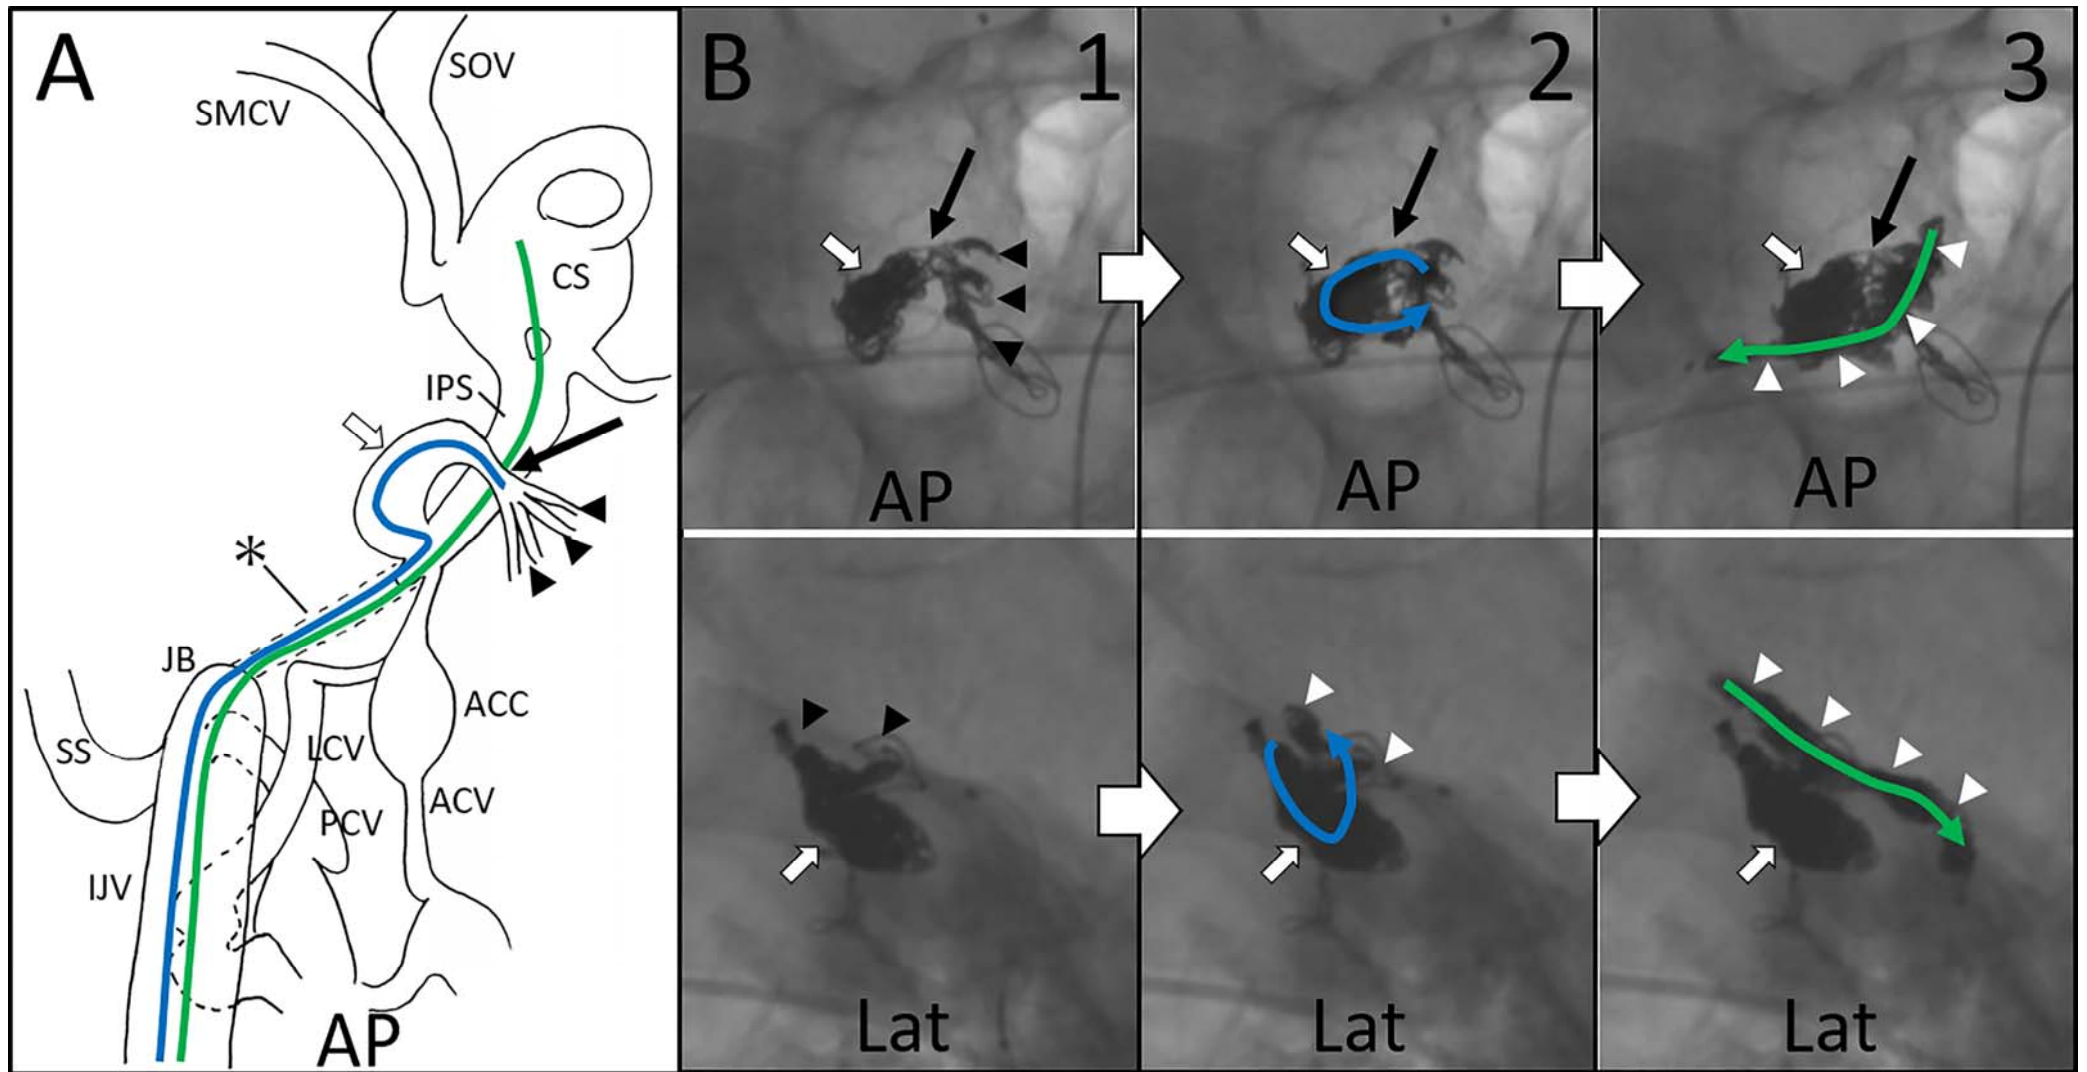 A
SOV
SMCV
CS
IPS
*
JB
ACC
SS
LCV
ACV
PCV
IJV
AP
B
1
2
3
AP
AP
AP
Lat
Lat
Lat